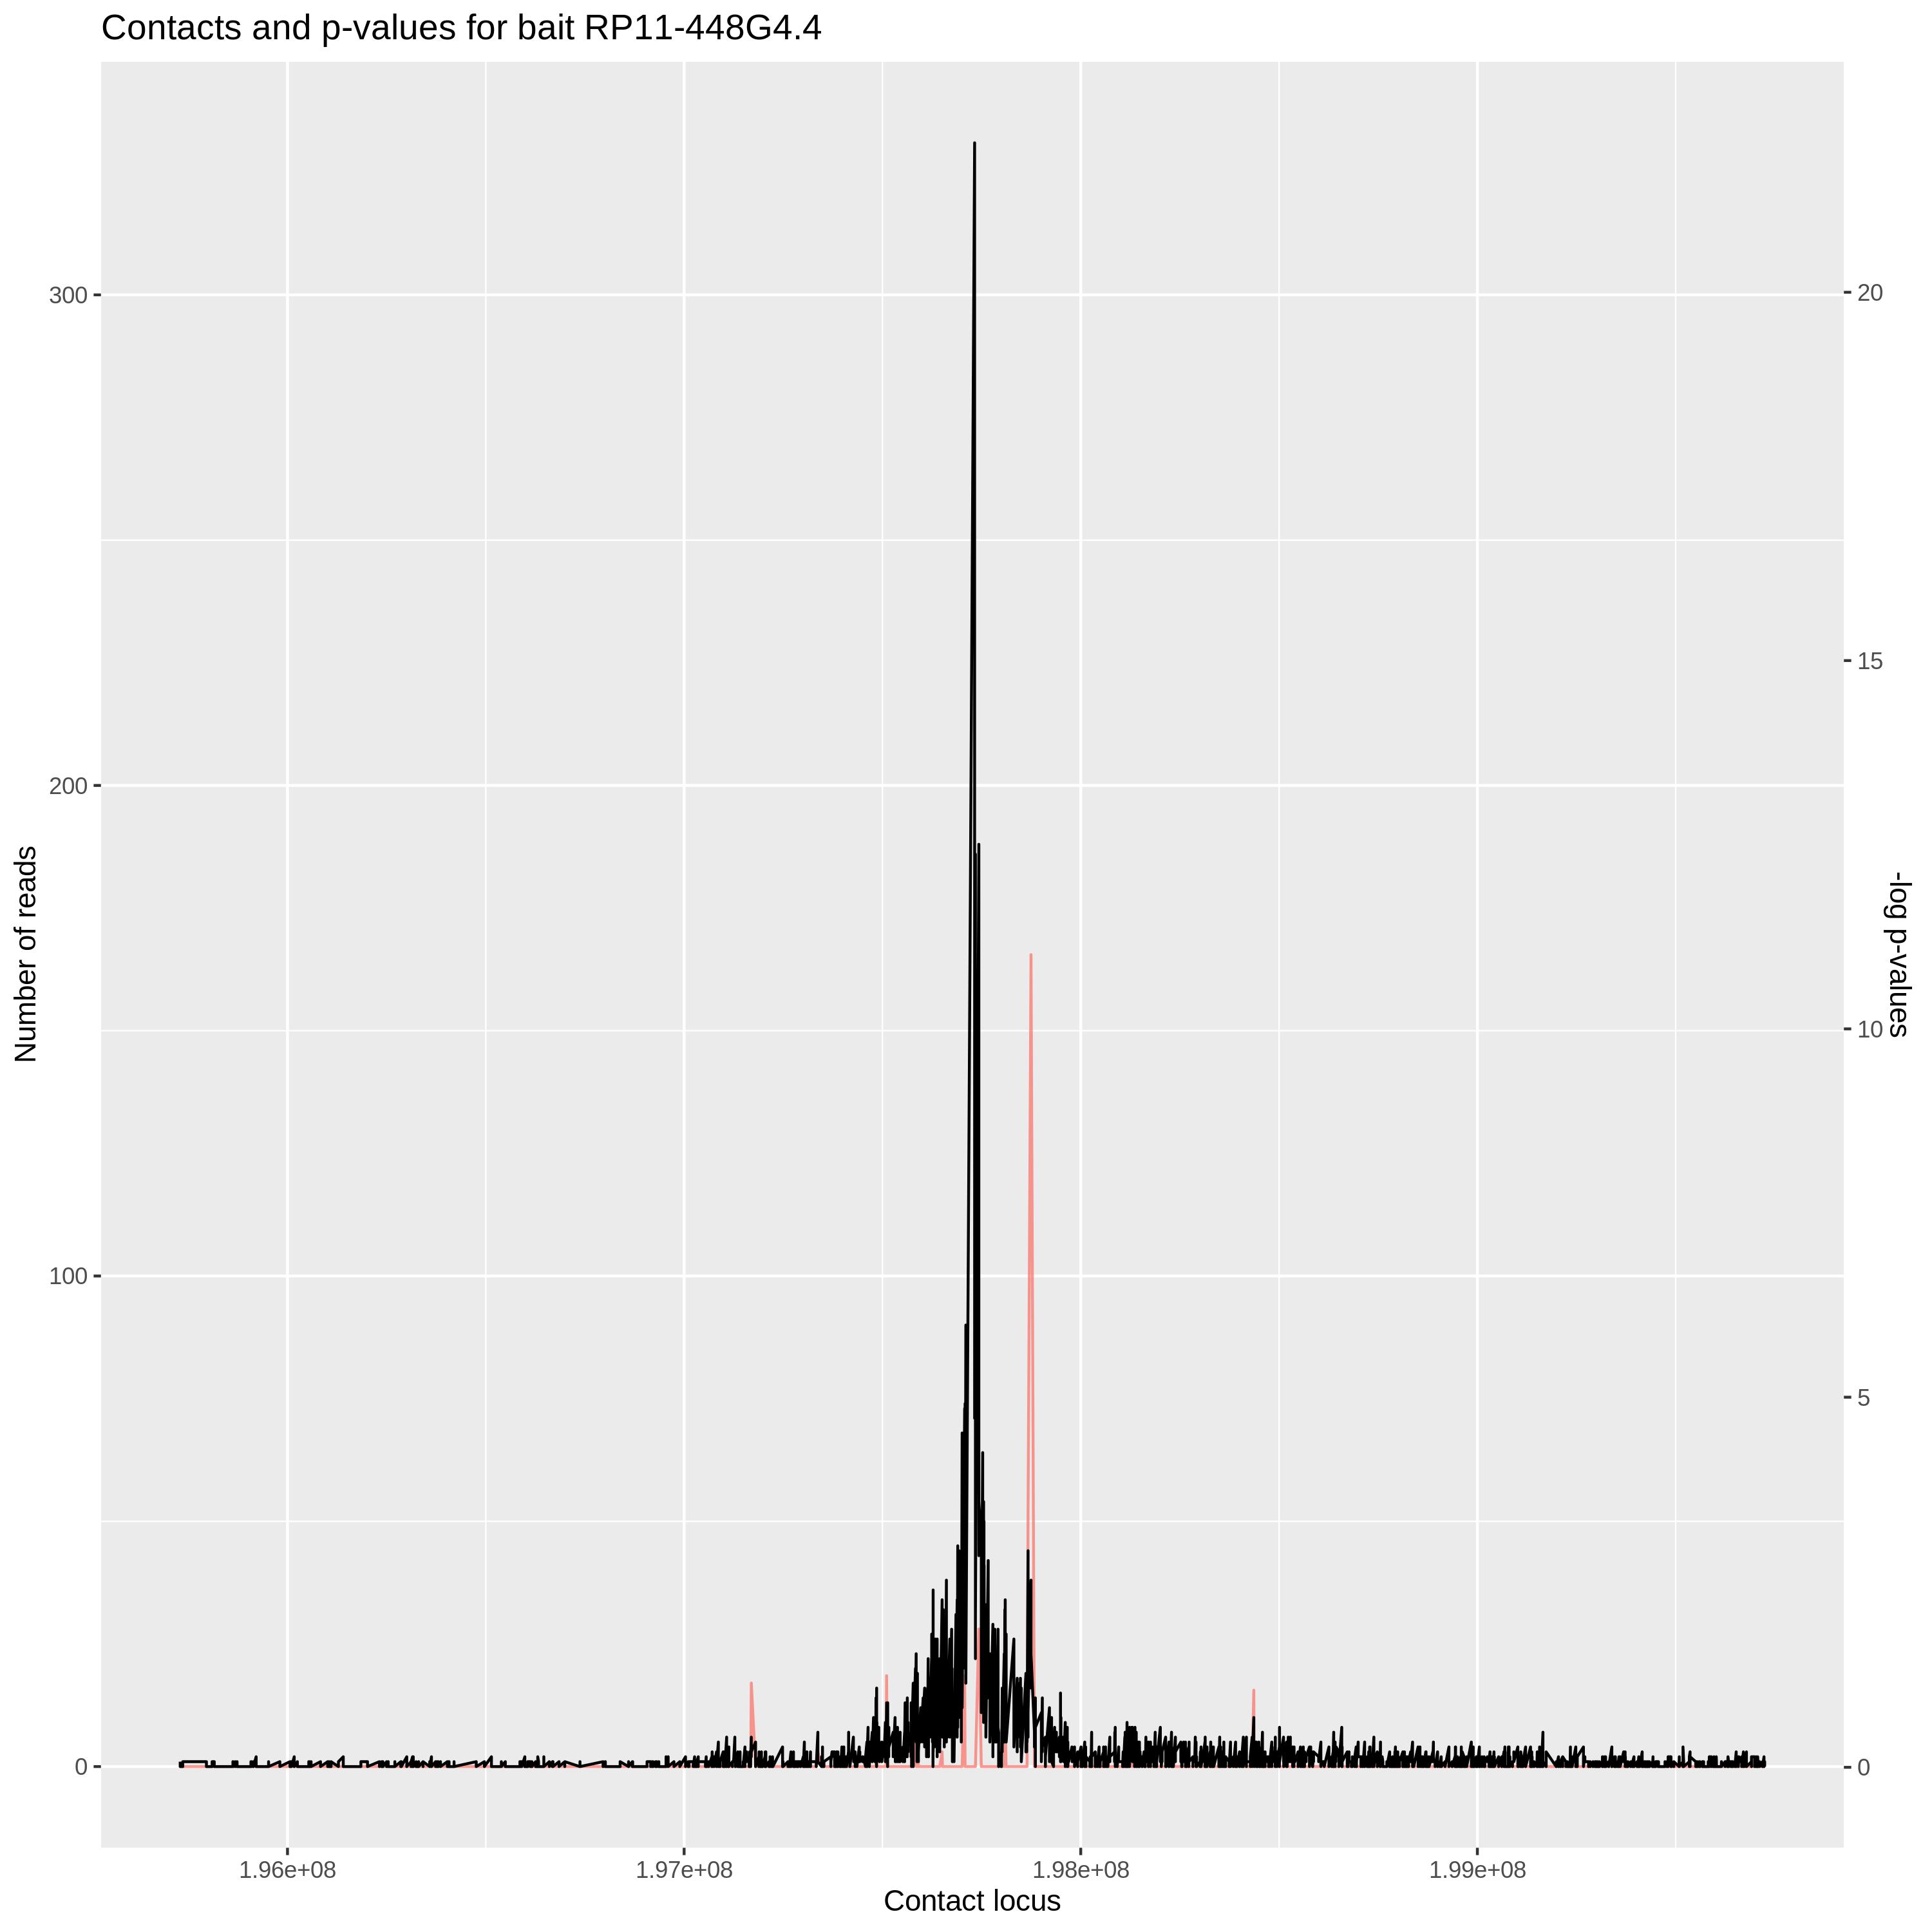 Contacts and p-values for bait RP11-448G4.4
Number of reads
300
200
100
0
-log p-values
20
15
10
5
0
1.96e+08
1.97e+08
1.98e+08
1.99e+08
Contact locus